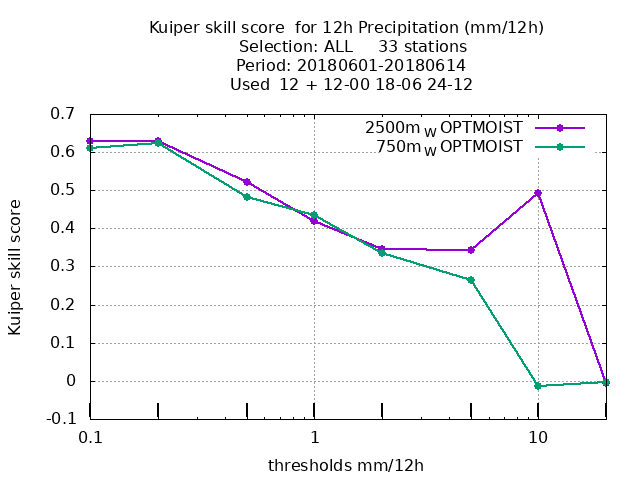 Kuiper skill score  for 12h Precipitation (mm/12h)
Selection: ALL     33 stations
Period: 20180601-20180614
Used  12 + 12-00 18-06 24-12
2500m_W OPTMOIST
750m_W OPTMOIST
0.7
0.6
0.5
0.4
0.3
0.2
0.1
0
-0.1
Kuiper skill score
0.1
1
10
thresholds mm/12h